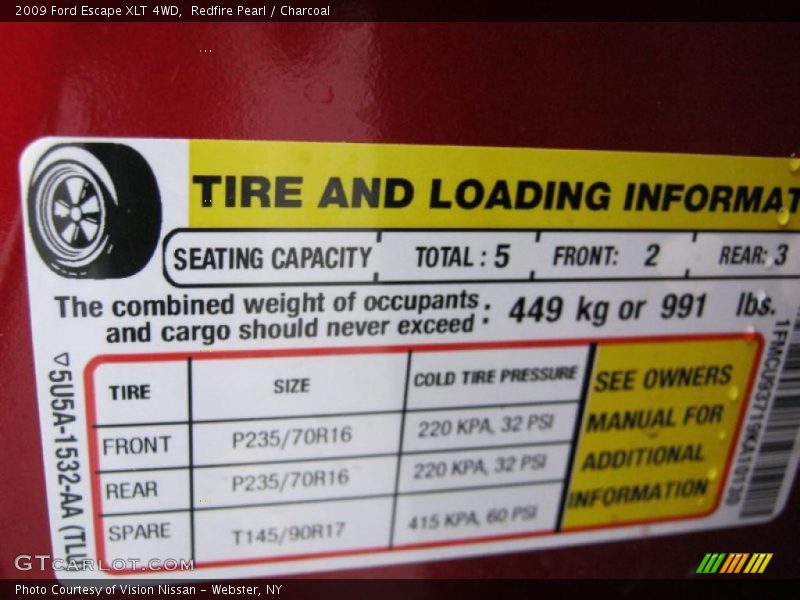 2009 Ford Escape XLT 4WD, Redfire Pearl / Charcoal
TIRE AND LOADING INFORMAT
SEATING CAPACITY TOTAL : 5 FRONT: 2 REAR: 3
The combined weight of occupants
and cargo should never exceed : 449 kg or 991 lbs.
TIRE SIZE COLD TIRE PRESSURE
FRONT P235/70R16 220 KPA, 32 PSI
REAR P235/70R16 220 KPA, 32 PSI
SPARE T145/90R17 415 KPA, 60 PSI
SEE OWNERS
MANUAL FOR
ADDITIONAL
INFORMATION
5U5A-1532-AA (TLU
GTCARLOT.COM
Photo Courtesy of Vision Nissan - Webster, NY